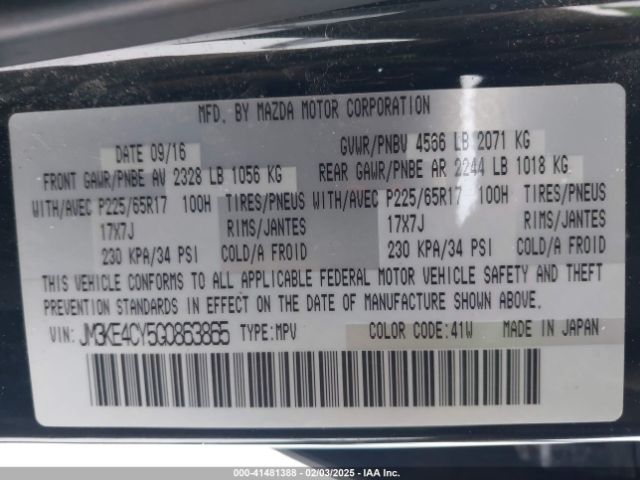 MFD. BY MAZDA MOTOR CORPORATION
DATE 09/16 GVWR/PNBV 4566 LB 2071 KG
FRONT GAWR/PNBE AV 2328 LB 1056 KG REAR GAWR/PNBE AR 2244 LB 1018 KG
WITH/AVEC P225/65R17 100H TIRES/PNEUS WITH/AVEC P225/65R17 100H TIRES/PNEUS
17X7J RIMS/JANTES 17X7J RIMS/JANTES
230 KPA/34 PSI COLD/A FROID 230 KPA/34 PSI COLD/A FROID
THIS VEHICLE CONFORMS TO ALL APPLICABLE FEDERAL MOTOR VEHICLE SAFETY AND THEFT
PREVENTION STANDARDS IN EFFECT ON THE DATE OF MANUFACTURE SHOWN ABOVE.
VIN: JM3KE4CY5G0863865 TYPE:MPV COLOR CODE:41W MADE IN JAPAN
000-41481388 - 02/03/2025 - IAA Inc.